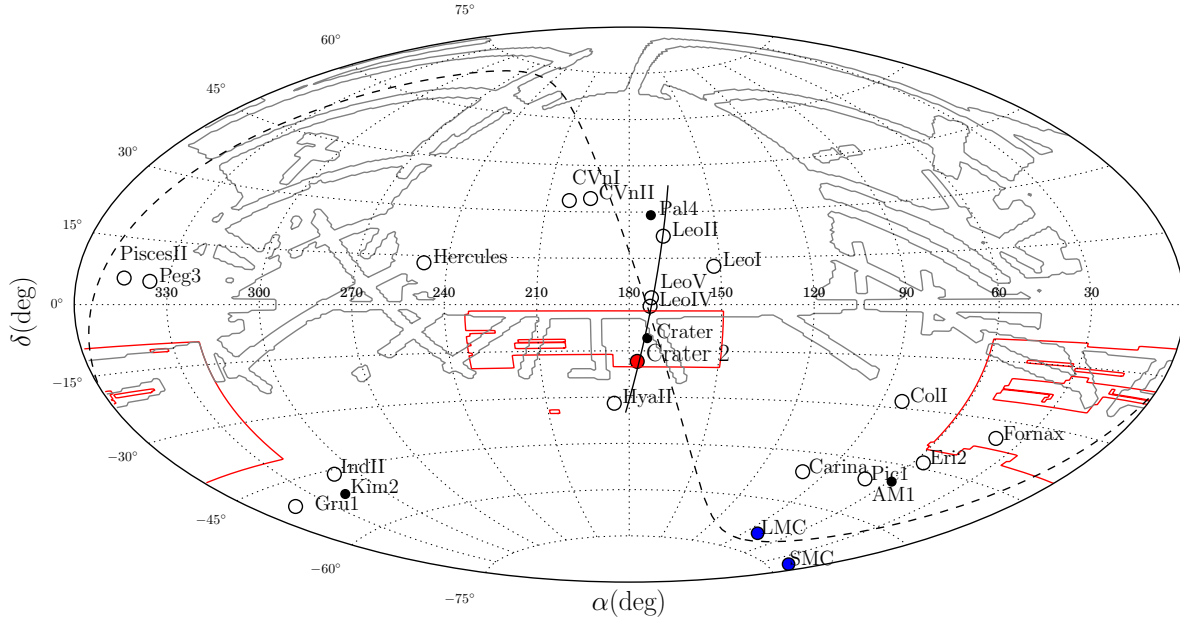 75°
60°
45°
30°
15°
0°
−15°
−30°
−45°
−60°
−75°
330 300 270 240 210 180 150 120 90 60 30
CVnI
CVnII
Pal4
LeoII
LeoI
Hercules
PiscesII
Peg3
LeoV
LeoIV
Crater
Crater 2
HyaII
ColI
Fornax
Eri2
Carina
Pic1
AM1
IndII
Kim2
Gru1
LMC
SMC
δ(deg)
α(deg)